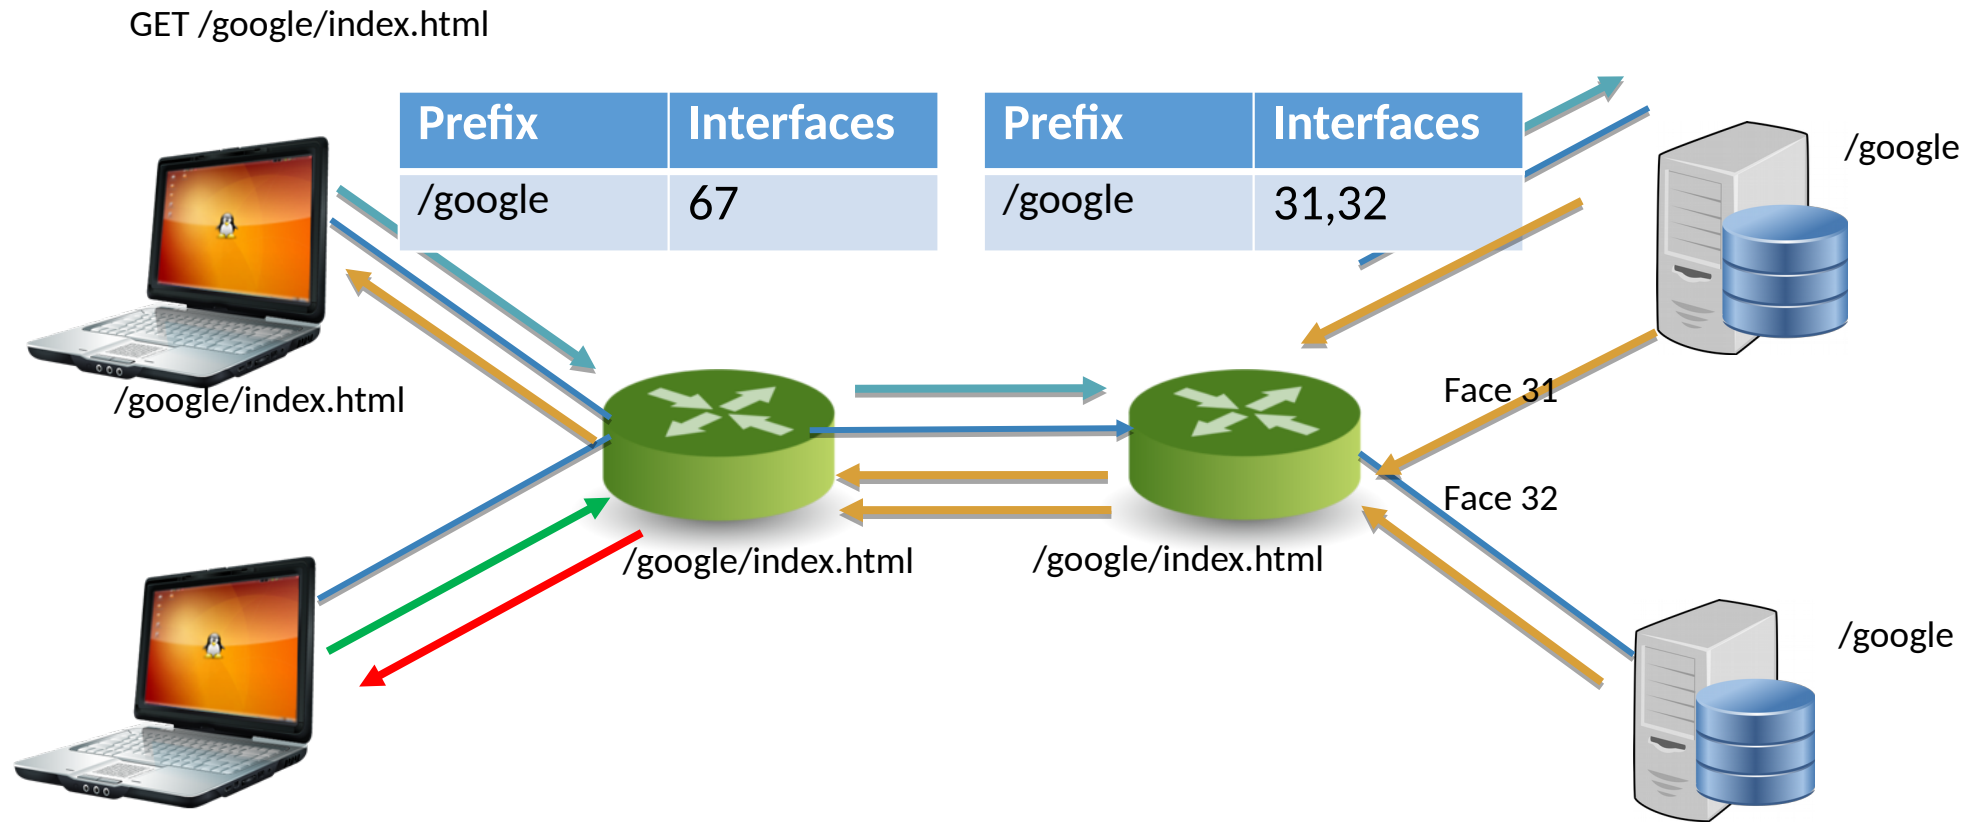 GET /google/index.html
Prefix Interfaces
/google 67
Prefix Interfaces
/google 31,32
/google
/google/index.html
Face 31
Face 32
/google/index.html
/google/index.html
/google